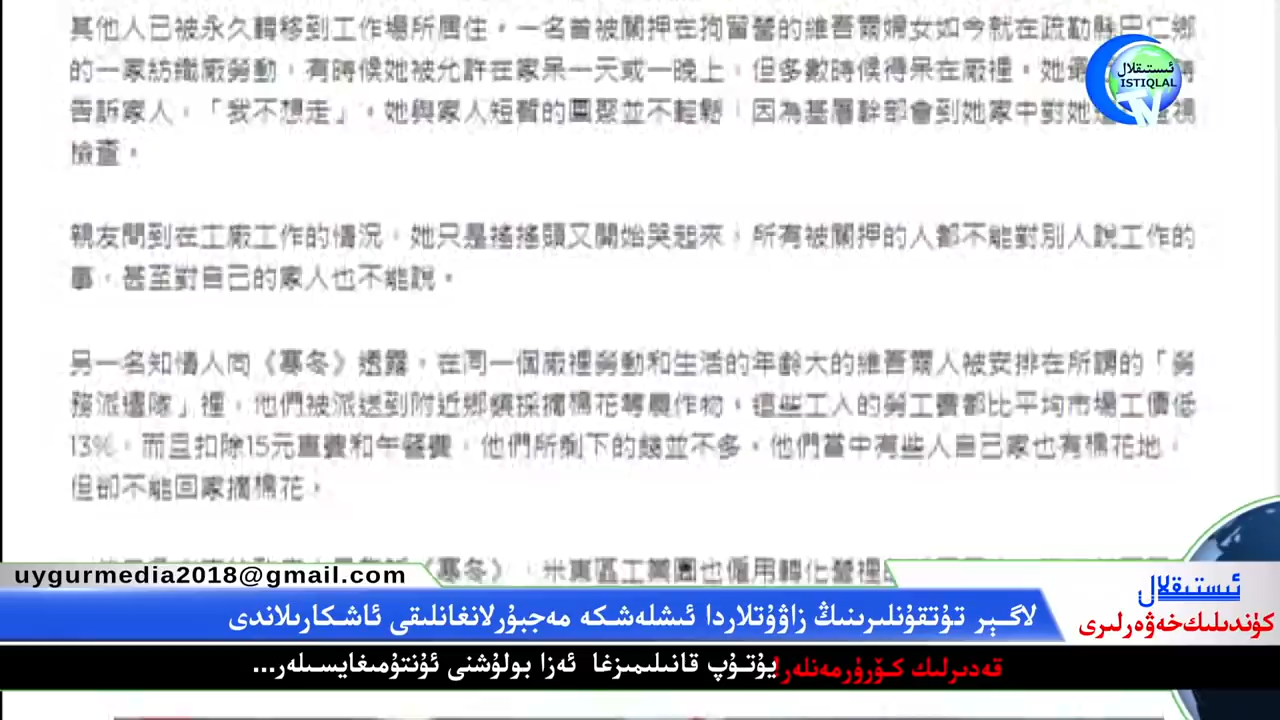 其他人已被永久轉移到工作場所居住。一名曾被關押在拘留營的維吾爾婦女如今就在疏勒縣巴仁鄉
的一家紡織廠勞動，有時候她被允許在家呆一天或一晚上，但多數時候得呆在廠裡。她
告訴家人，「我不想走」。她與家人短暫的團聚並不輕鬆，因為基層幹部會到她家中對她
檢查。
親友問到在工廠工作的情況，她只是搖搖頭又開始哭起來，所有被關押的人都不能對別人說工作的
事，甚至對自己的家人也不能說。
另一名知情人向《寒冬》透露，在同一個廠裡勞動和生活的年齡大的維吾爾人被安排在所謂的「勞
務派遣隊」裡，他們被派送到附近鄉鎮採摘棉花等農作物。這些工人的勞工費都比平均市場工價低
13%，而且扣除15元車費和午餐費，他們所剩下的錢並不多。他們當中有些人自己家也有棉花地，
但卻不能回家摘棉花。
《寒冬》，米東區工業園也僱用轉化營裡的
ئىستىقلال
ISTIQLAL
TV
uygurmedia2018@gmail.com
لاگېر تۇتقۇنلىرىنىڭ زاۋۇتلاردا ئىشلەشكە مەجبۇرلانغانلىقى ئاشكارىلاندى
ئىستىقلال
كۈندىلىك خەۋەرلىرى
قەدىرلىك كۆرۈرمەنلەر! يۇتۇپ قانىلىمىزغا ئەزا بولۇشنى ئۇنتۇمىغايسىلەر...